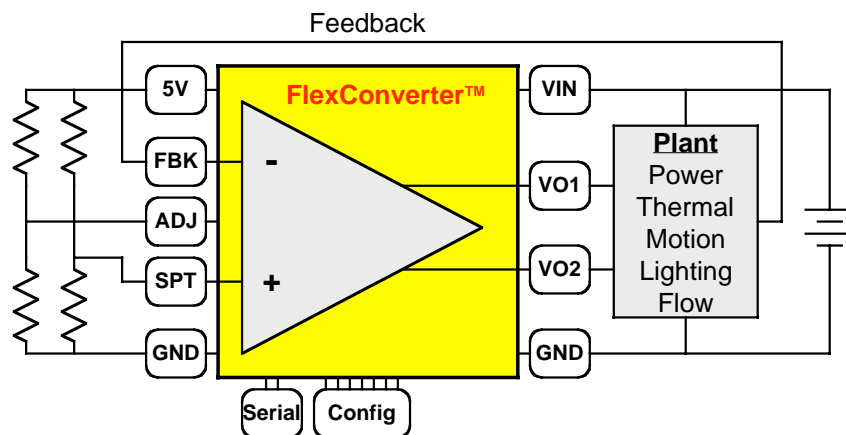 Feedback
5V
FlexConverter™
VIN
FBK
-
Plant
Power
Thermal
Motion
Lighting
Flow
VO1
ADJ
SPT
+
VO2
GND
GND
Serial
Config